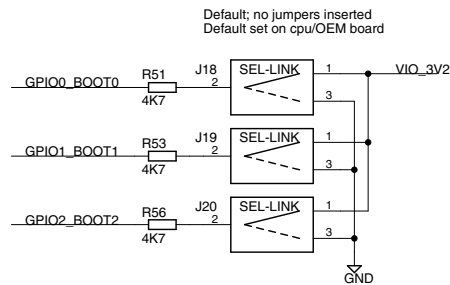 Default; no jumpers inserted
Default set on cpu/OEM board
R51 J18 SEL-LINK 1 VIO_3V2
GPIO0_BOOT0 2
4K7 3
R53 J19 SEL-LINK 1
GPIO1_BOOT1 2
4K7 3
R56 J20 SEL-LINK 1
GPIO2_BOOT2 2
4K7 3
GND